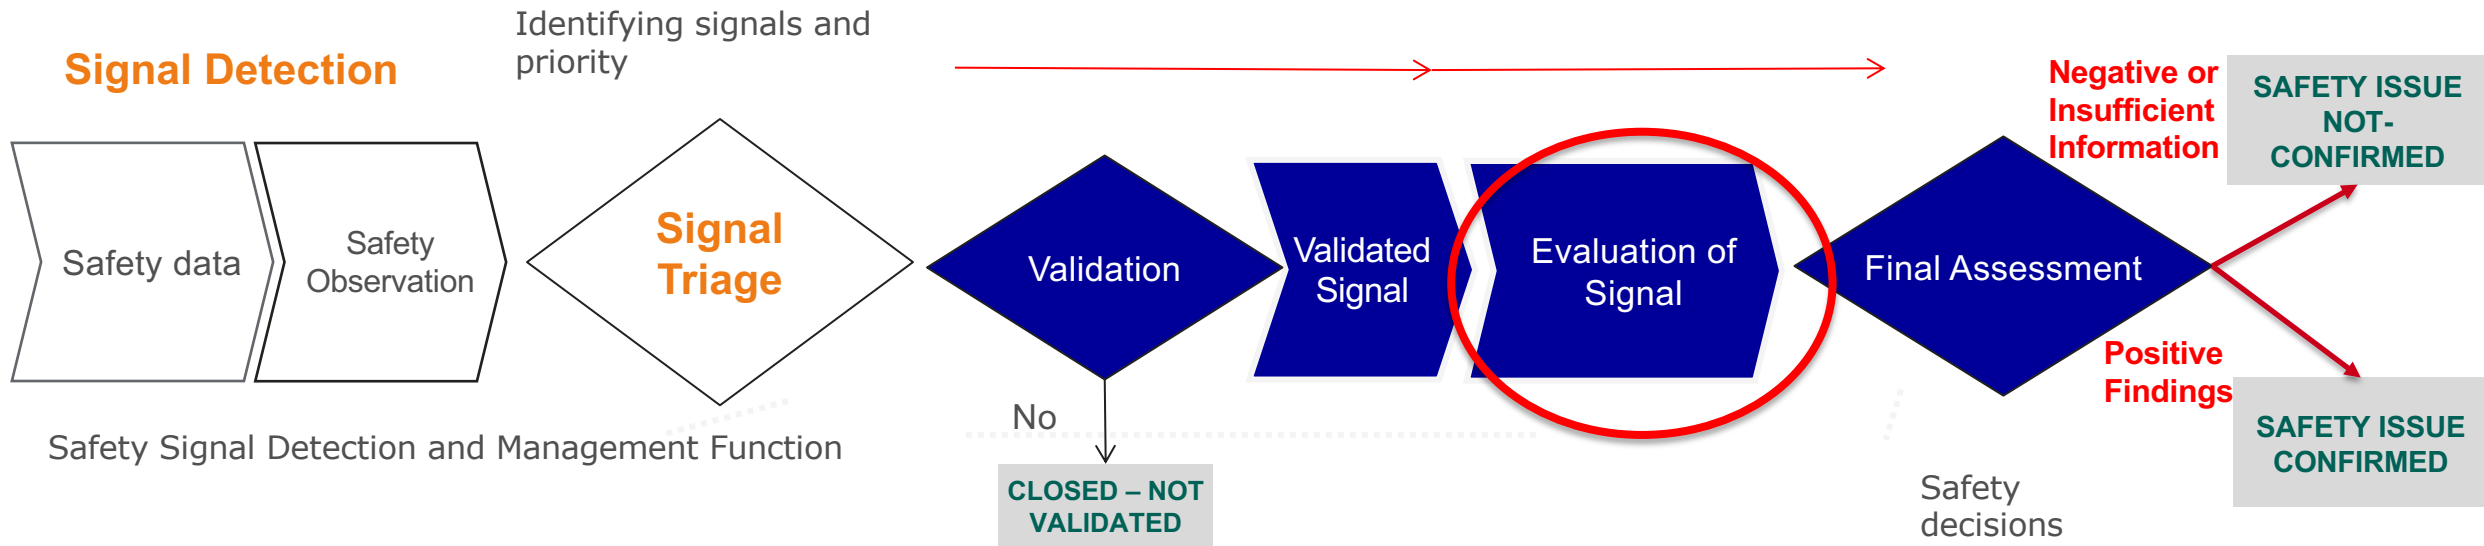 Identifying signals and
priority
Signal Detection
Safety data
Safety
Observation
Signal
Triage
Validation
Validated
Signal
Evaluation of
Signal
Final Assessment
Negative or
Insufficient
Information
SAFETY ISSUE
NOT-
CONFIRMED
Positive
Findings
SAFETY ISSUE
CONFIRMED
No
CLOSED – NOT
VALIDATED
Safety Signal Detection and Management Function
Safety
decisions